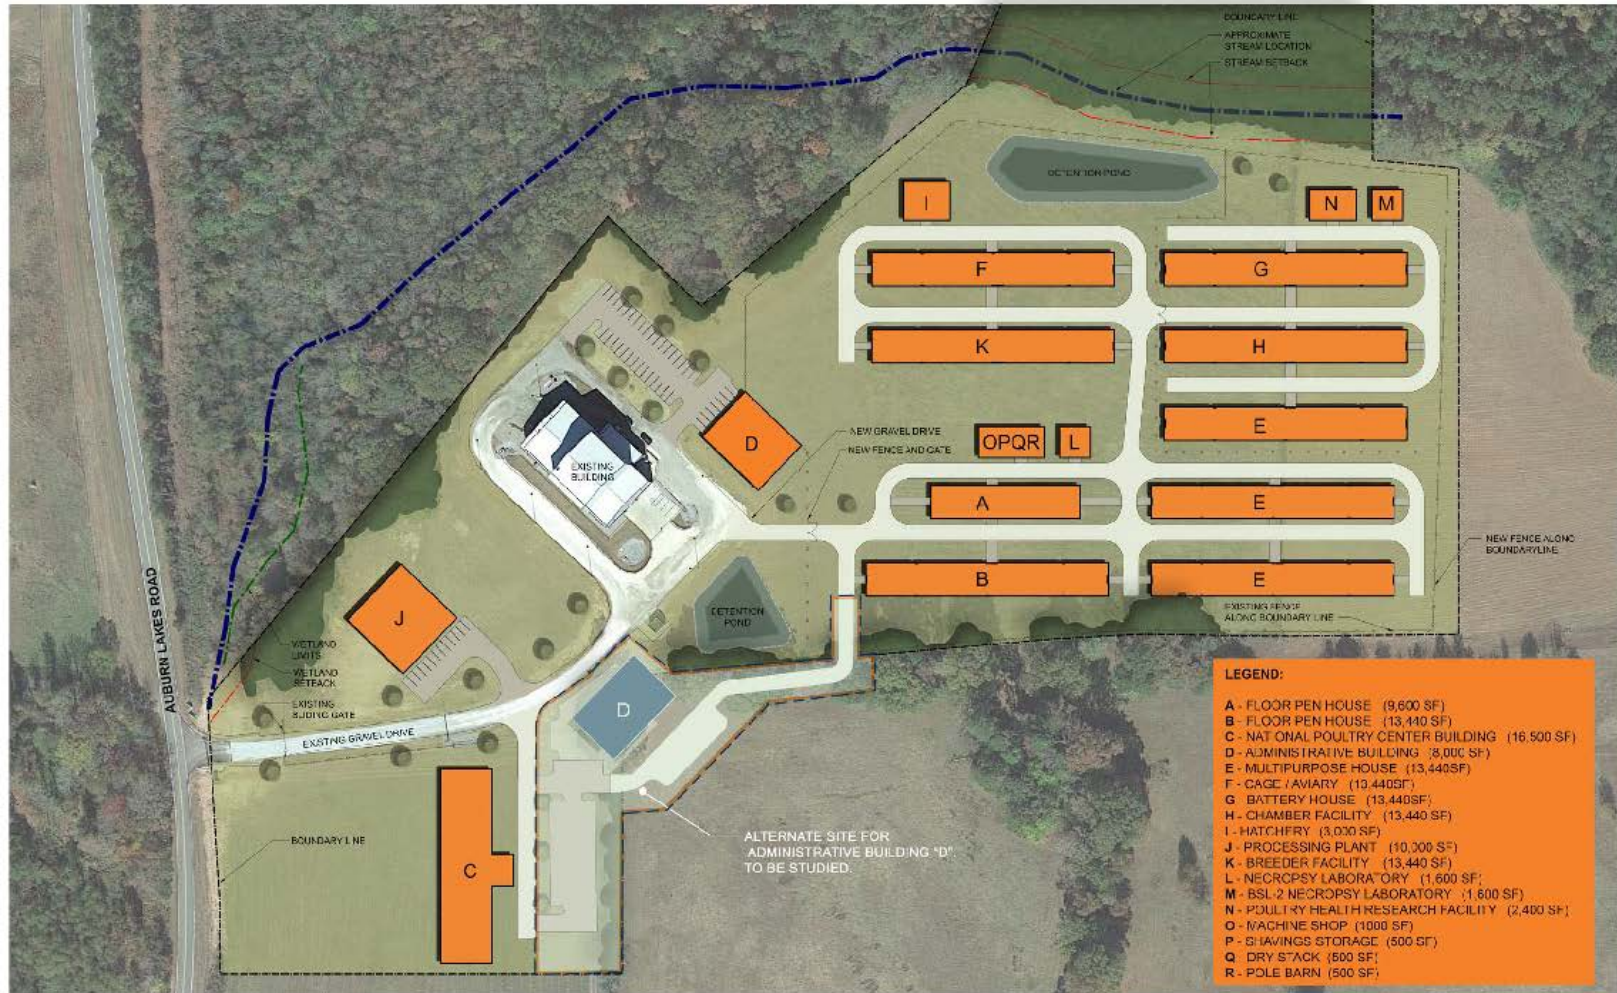 BOUNDARY LINE
APPROXIMATE
STREAM LOCATION
STREAM SETBACK
DETENTION POND
I
N
M
F
G
K
H
E
D
NEW GRAVEL DRIVE
NEW FENCE AND GATE
OPQR
L
EXISTING
BUILDING
A
E
B
E
NEW FENCE ALONG
BOUNDARYLINE
EXISTING FENCE
ALONG BOUNDARY LINE
DETENTION
POND
J
AUBURN LAKES ROAD
WETLAND
LIMITS
WETLAND
SETBACK
EXISTING
SLIDING GATE
EXISTING GRAVEL DRIVE
D
BOUNDARY LINE
C
ALTERNATE SITE FOR
ADMINISTRATIVE BUILDING "D".
TO BE STUDIED.
LEGEND:
A - FLOOR PEN HOUSE (9,600 SF)
B - FLOOR PEN HOUSE (13,440 SF)
C - NATIONAL POULTRY CENTER BUILDING (16,500 SF)
D - ADMINISTRATIVE BUILDING (8,000 SF)
E - MULTIPURPOSE HOUSE (13,440SF)
F - CAGE / AVIARY (13,440SF)
G - BATTERY HOUSE (13,440SF)
H - CHAMBER FACILITY (13,440 SF)
I - HATCHERY (3,000 SF)
J - PROCESSING PLANT (10,000 SF)
K - BREEDER FACILITY (13,440 SF)
L - NECROPSY LABORATORY (1,600 SF)
M - BSL-2 NECROPSY LABORATORY (1,600 SF)
N - POULTRY HEALTH RESEARCH FACILITY (2,400 SF)
O - MACHINE SHOP (1000 SF)
P - SHAVINGS STORAGE (500 SF)
Q - DRY STACK (500 SF)
R - POLE BARN (500 SF)